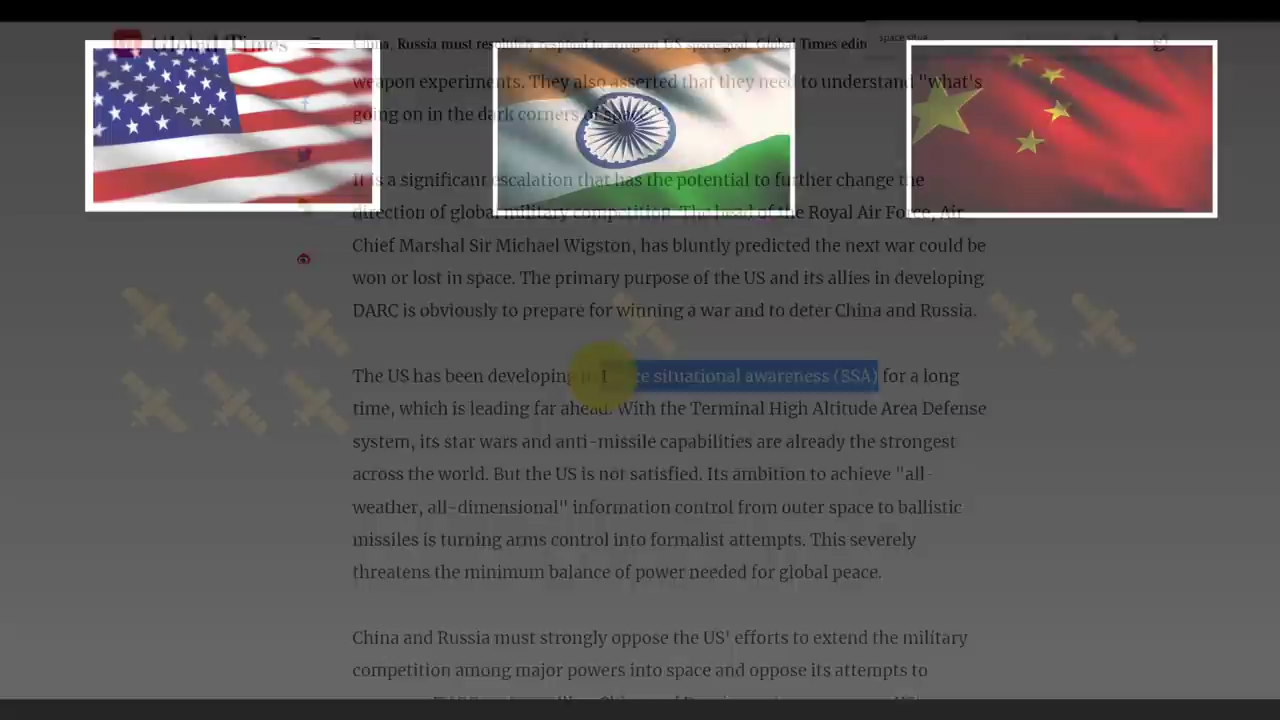 Global Times
China, Russia must resolutely respond to arrogant US space goal: Global Times edit
space situa
weapon experiments. They also asserted that they need to understand "what's
going on in the dark corners of space."
It is a significant escalation that has the potential to further change the
direction of global military competition. The head of the Royal Air Force, Air
Chief Marshal Sir Michael Wigston, has bluntly predicted the next war could be
won or lost in space. The primary purpose of the US and its allies in developing
DARC is obviously to prepare for winning a war and to deter China and Russia.
The US has been developing situational awareness (SSA) for a long
time, which is leading far ahead. With the Terminal High Altitude Area Defense
system, its star wars and anti-missile capabilities are already the strongest
across the world. But the US is not satisfied. Its ambition to achieve "all-
weather, all-dimensional" information control from outer space to ballistic
missiles is turning arms control into formalist attempts. This severely
threatens the minimum balance of power needed for global peace.
China and Russia must strongly oppose the US' efforts to extend the military
competition among major powers into space and oppose its attempts to